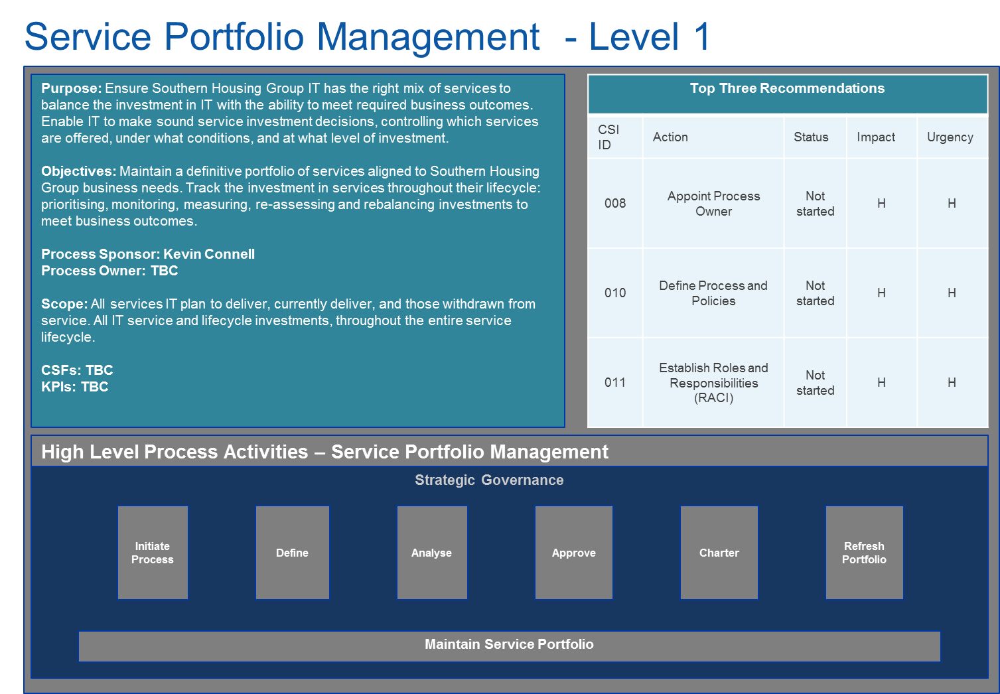 Service Portfolio Management  - Level 1
Purpose: Ensure Southern Housing Group IT has the right mix of services to
balance the investment in IT with the ability to meet required business outcomes.
Enable IT to make sound service investment decisions, controlling which services
are offered, under what conditions, and at what level of investment.
Objectives: Maintain a definitive portfolio of services aligned to Southern Housing
Group business needs. Track the investment in services throughout their lifecycle:
prioritising, monitoring, measuring, re-assessing and rebalancing investments to
meet business outcomes.
Process Sponsor: Kevin Connell
Process Owner: TBC
Scope: All services IT plan to deliver, currently deliver, and those withdrawn from
service. All IT service and lifecycle investments, throughout the entire service
lifecycle.
CSFs: TBC
KPIs: TBC
Top Three Recommendations
CSI
ID
Action
Status
Impact
Urgency
008
Appoint Process
Owner
Not
started
H
H
010
Define Process and
Policies
Not
started
H
H
011
Establish Roles and
Responsibilities
(RACI)
Not
started
H
H
High Level Process Activities – Service Portfolio Management
Strategic Governance
Initiate
Process
Define
Analyse
Approve
Charter
Refresh
Portfolio
Maintain Service Portfolio